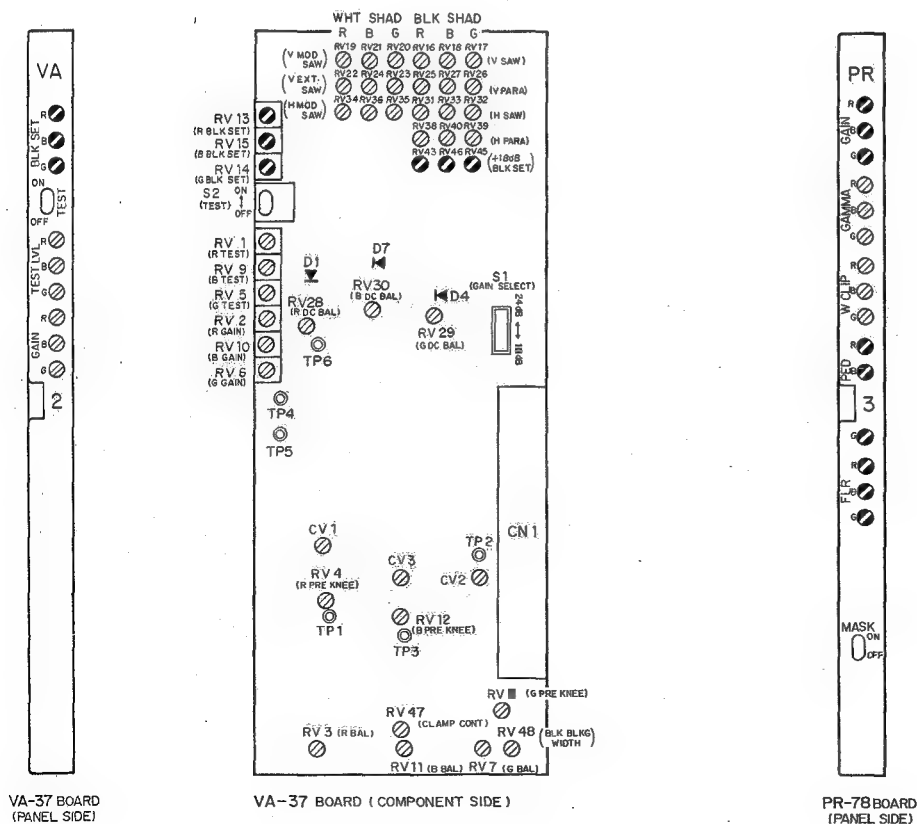 VA
R
B
G
BLK SET
ON
OFF
TEST
R
B
G
TEST LVL
R
B
G
GAIN
2
VA-37 BOARD
(PANEL SIDE)
WHT SHAD BLK SHAD
R B G R B G
(V MOD SAW) RV19 RV21 RV20 RV16 RV18 RV17 (V SAW)
(V EXT. SAW) RV22 RV24 RV23 RV25 RV27 RV26 (V PARA)
(H MOD SAW) RV34 RV36 RV35 RV31 RV33 RV32 (H SAW)
RV38 RV40 RV39 (H PARA)
RV43 RV46 RV45 (+18dB BLK SET)
RV 13
(R BLK SET)
RV 15
(B BLK SET)
RV 14
(G BLK SET)
S2
(TEST)
ON
OFF
RV 1
(R TEST)
RV 9
(B TEST)
RV 5
(G TEST)
RV 2
(R GAIN)
RV 10
(B GAIN)
RV 6
(G GAIN)
D1
D7
D4
RV28
(R DC BAL)
RV30
(B DC BAL)
RV 29
(G DC BAL)
S1
(GAIN SELECT)
24dB
18dB
TP6
TP4
TP5
CV1
RV 4
(R PRE KNEE)
TP1
CV3
RV12
(B PRE KNEE)
TP3
TP2
CV2
CN1
RV
(G PRE KNEE)
RV 47
(CLAMP CONT)
RV 3 (R BAL)
RV 48 (BLK BLKG WIDTH)
RV11 (B BAL) RV7 (G BAL)
VA-37 BOARD (COMPONENT SIDE)
PR
R
B
G
GAIN
R
B
G
GAMMA
R
B
G
W CLIP
R
B
PED
3
G
R
B
G
FLR
MASK
ON
OFF
PR-78 BOARD
(PANEL SIDE)